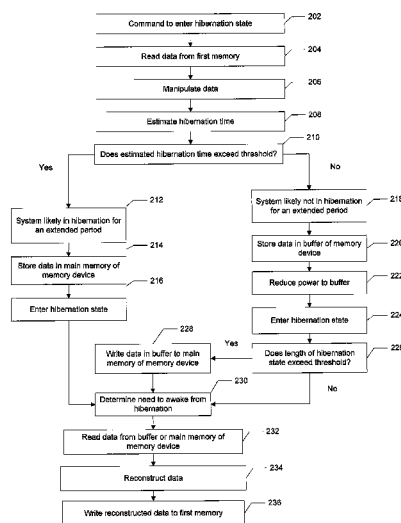 Command to enter hibernation state
202
Read data from first memory
204
Manipulate data
206
Estimate hibernation time
208
210
Does estimated hibernation time exceed threshold?
Yes
No
212
System likely in hibernation for
an extended period
218
System likely not in hibernation
for an extended period
214
Store data in main memory of
memory device
220
Store data in buffer of memory
device
216
Enter hibernation state
222
Reduce power to buffer
224
Enter hibernation state
226
Does length of hibernation
state exceed threshold?
Yes
No
228
Write data in buffer to main
memory of memory device
230
Determine need to awake from
hibernation
232
Read data from buffer or main memory of
memory device
234
Reconstruct data
236
Write reconstructed data to first memory